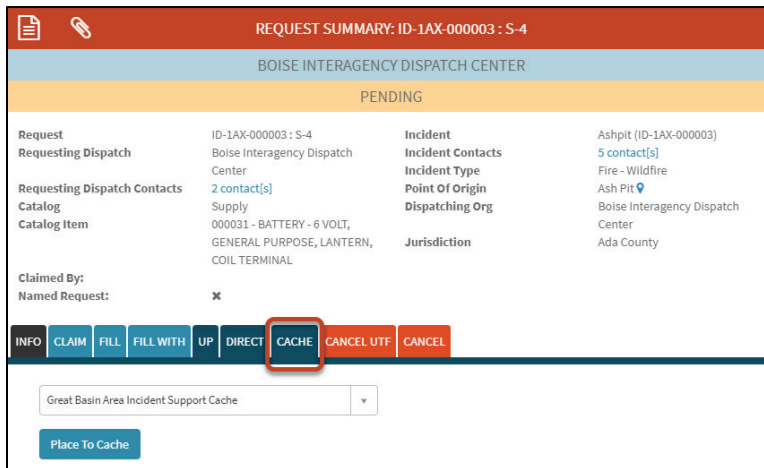 REQUEST SUMMARY: ID-1AX-000003 : S-4
BOISE INTERAGENCY DISPATCH CENTER
PENDING
Request ID-1AX-000003 : S-4
Requesting Dispatch Boise Interagency Dispatch
Center
Requesting Dispatch Contacts 2 contact[s]
Catalog Supply
Catalog Item 000031 - BATTERY - 6 VOLT,
GENERAL PURPOSE, LANTERN,
COIL TERMINAL
Claimed By:
Named Request:
Incident Ashpit (ID-1AX-000003)
Incident Contacts 5 contact[s]
Incident Type Fire - Wildfire
Point Of Origin Ash Pit
Dispatching Org Boise Interagency Dispatch
Center
Jurisdiction Ada County
INFO CLAIM FILL FILL WITH UP DIRECT CACHE CANCEL UTF CANCEL
Great Basin Area Incident Support Cache
Place To Cache